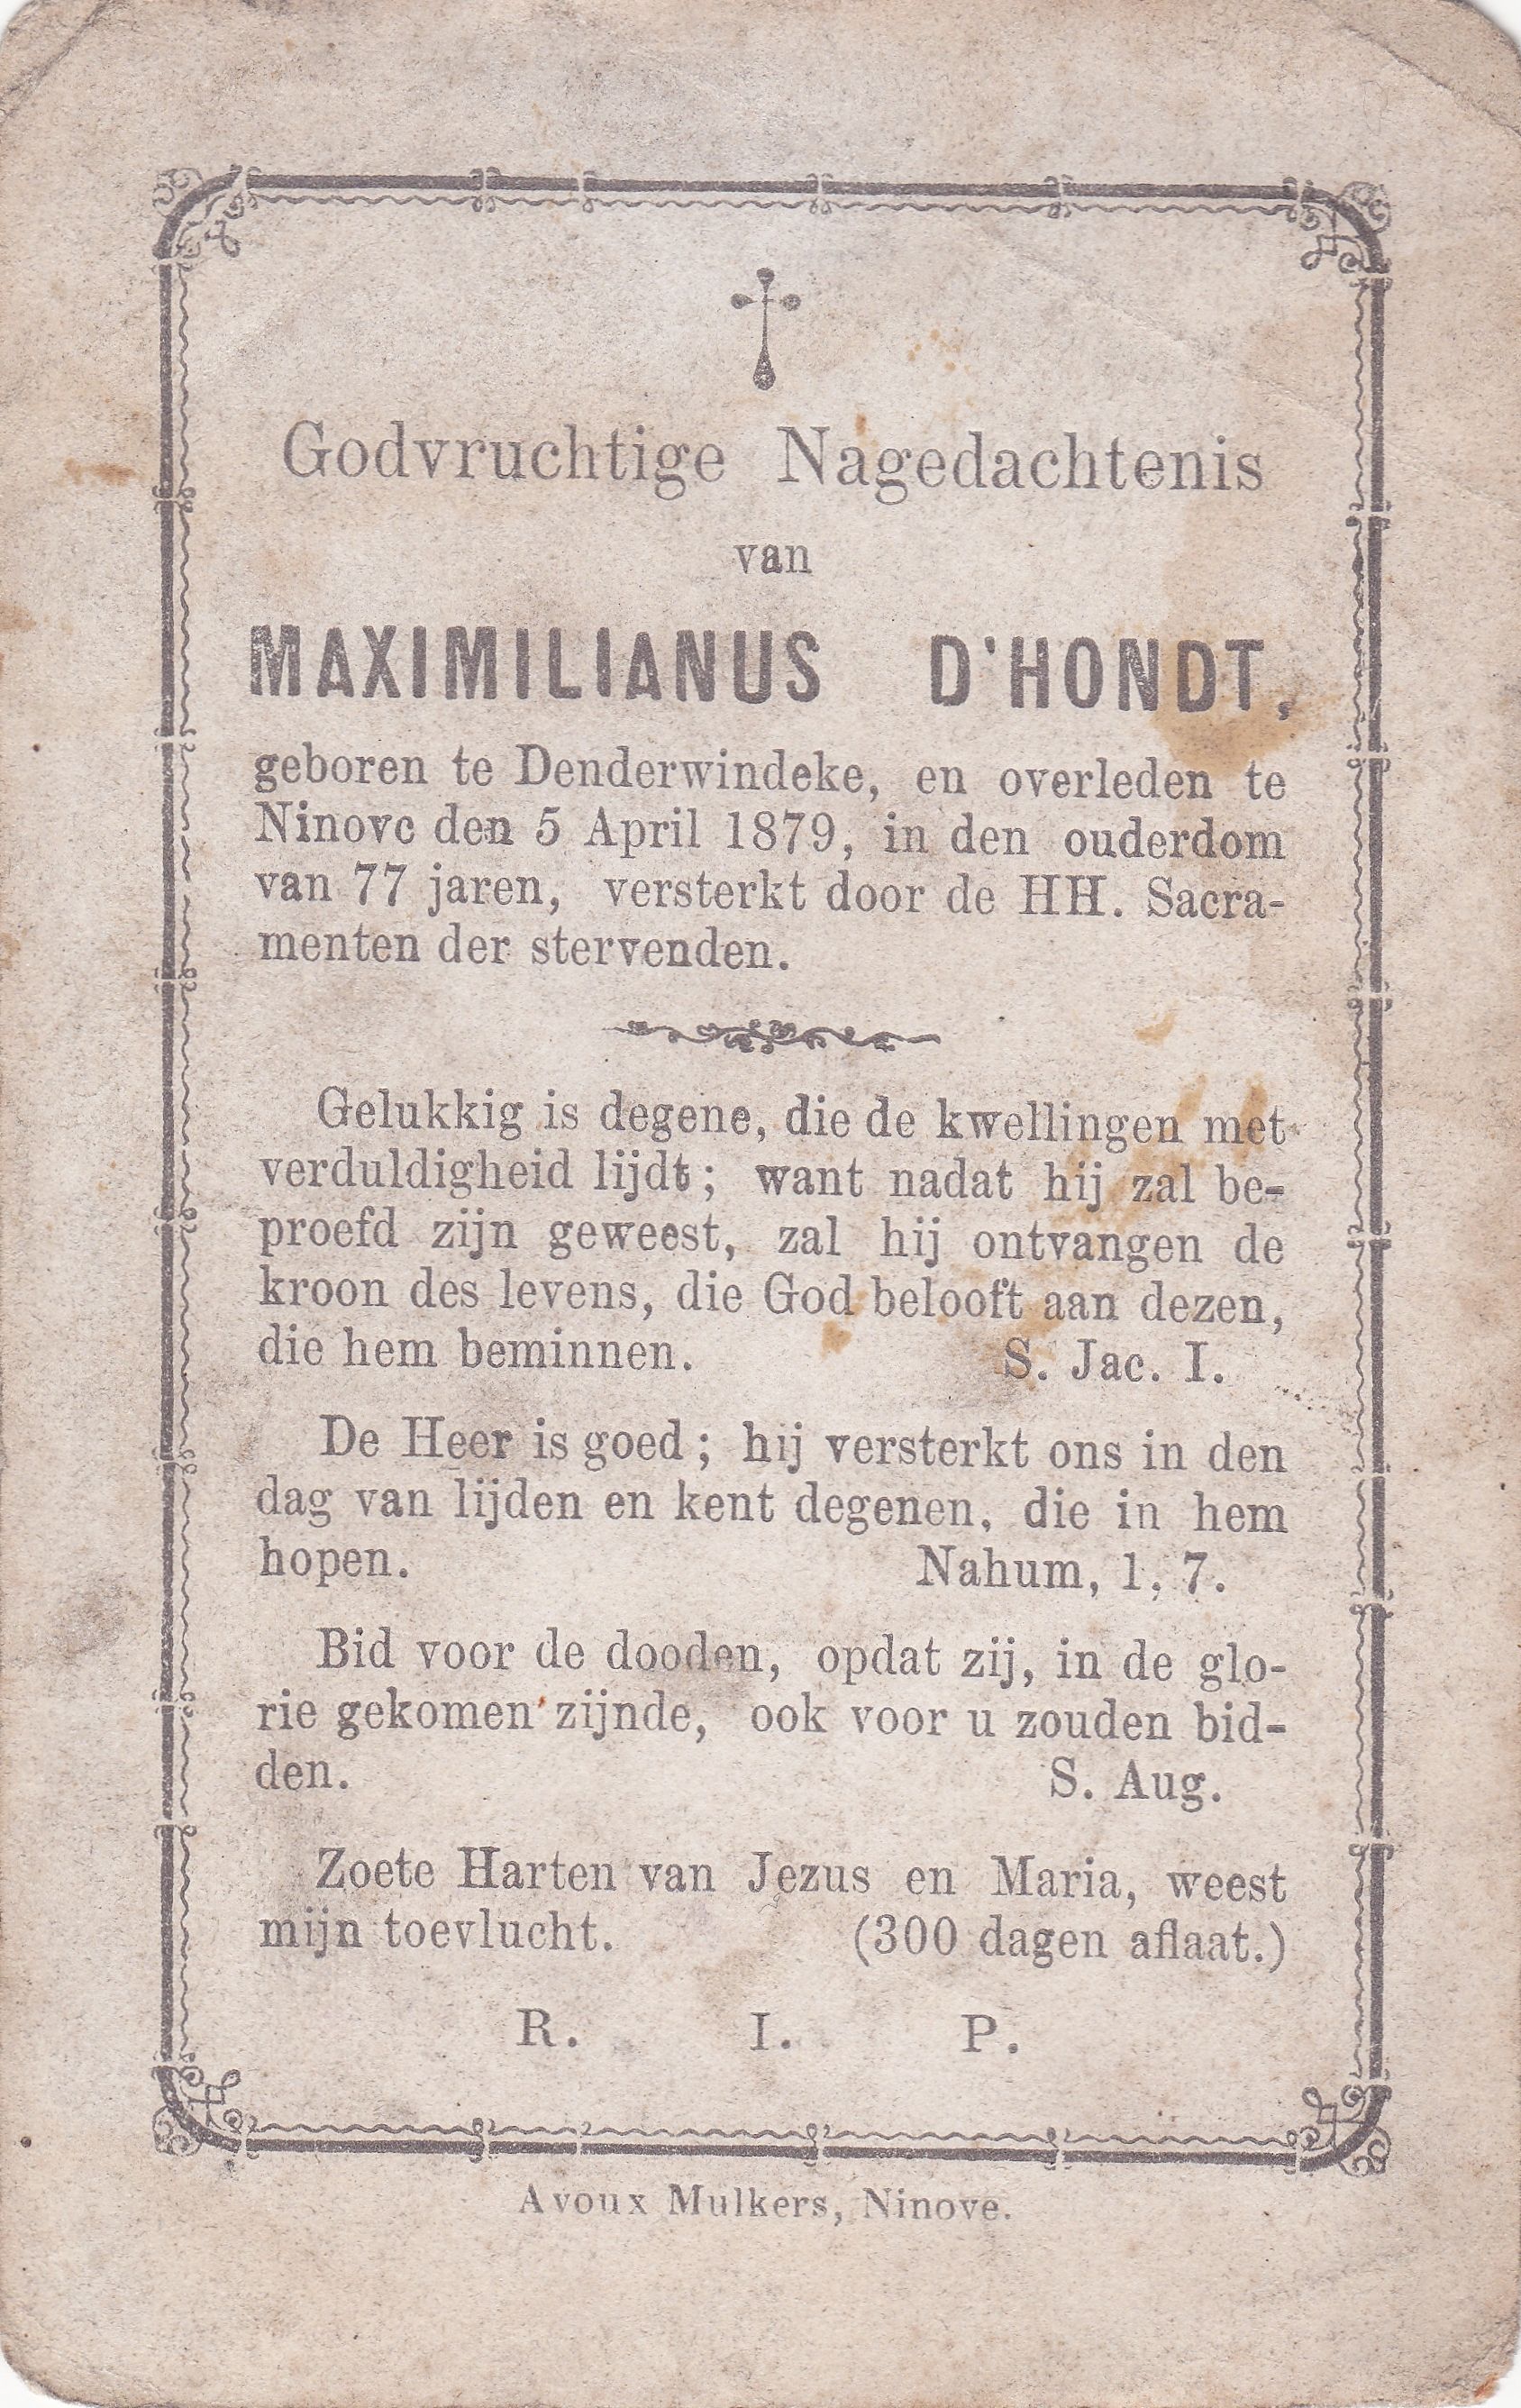 Godvruchtige Nagedachtenis
van
MAXIMILIANUS D'HONDT,
geboren te Denderwindeke, en overleden te
Ninove den 5 April 1879, in den ouderdom
van 77 jaren, versterkt door de HH. Sacra-
menten der stervenden.
Gelukkig is degene, die de kwellingen met
verduldigheid lijdt; want nadat hij zal be-
proefd zijn geweest, zal hij ontvangen de
kroon des levens, die God belooft aan dezen,
die hem beminnen. S. Jac. I.
De Heer is goed; hij versterkt ons in den
dag van lijden en kent degenen, die in hem
hopen. Nahum, 1, 7.
Bid voor de dooden, opdat zij, in de glo-
rie gekomen zijnde, ook voor u zouden bid-
den. S. Aug.
Zoete Harten van Jezus en Maria, weest
mijn toevlucht. (300 dagen aflaat.)
R. I. P.
Avoux Mulkers, Ninove.